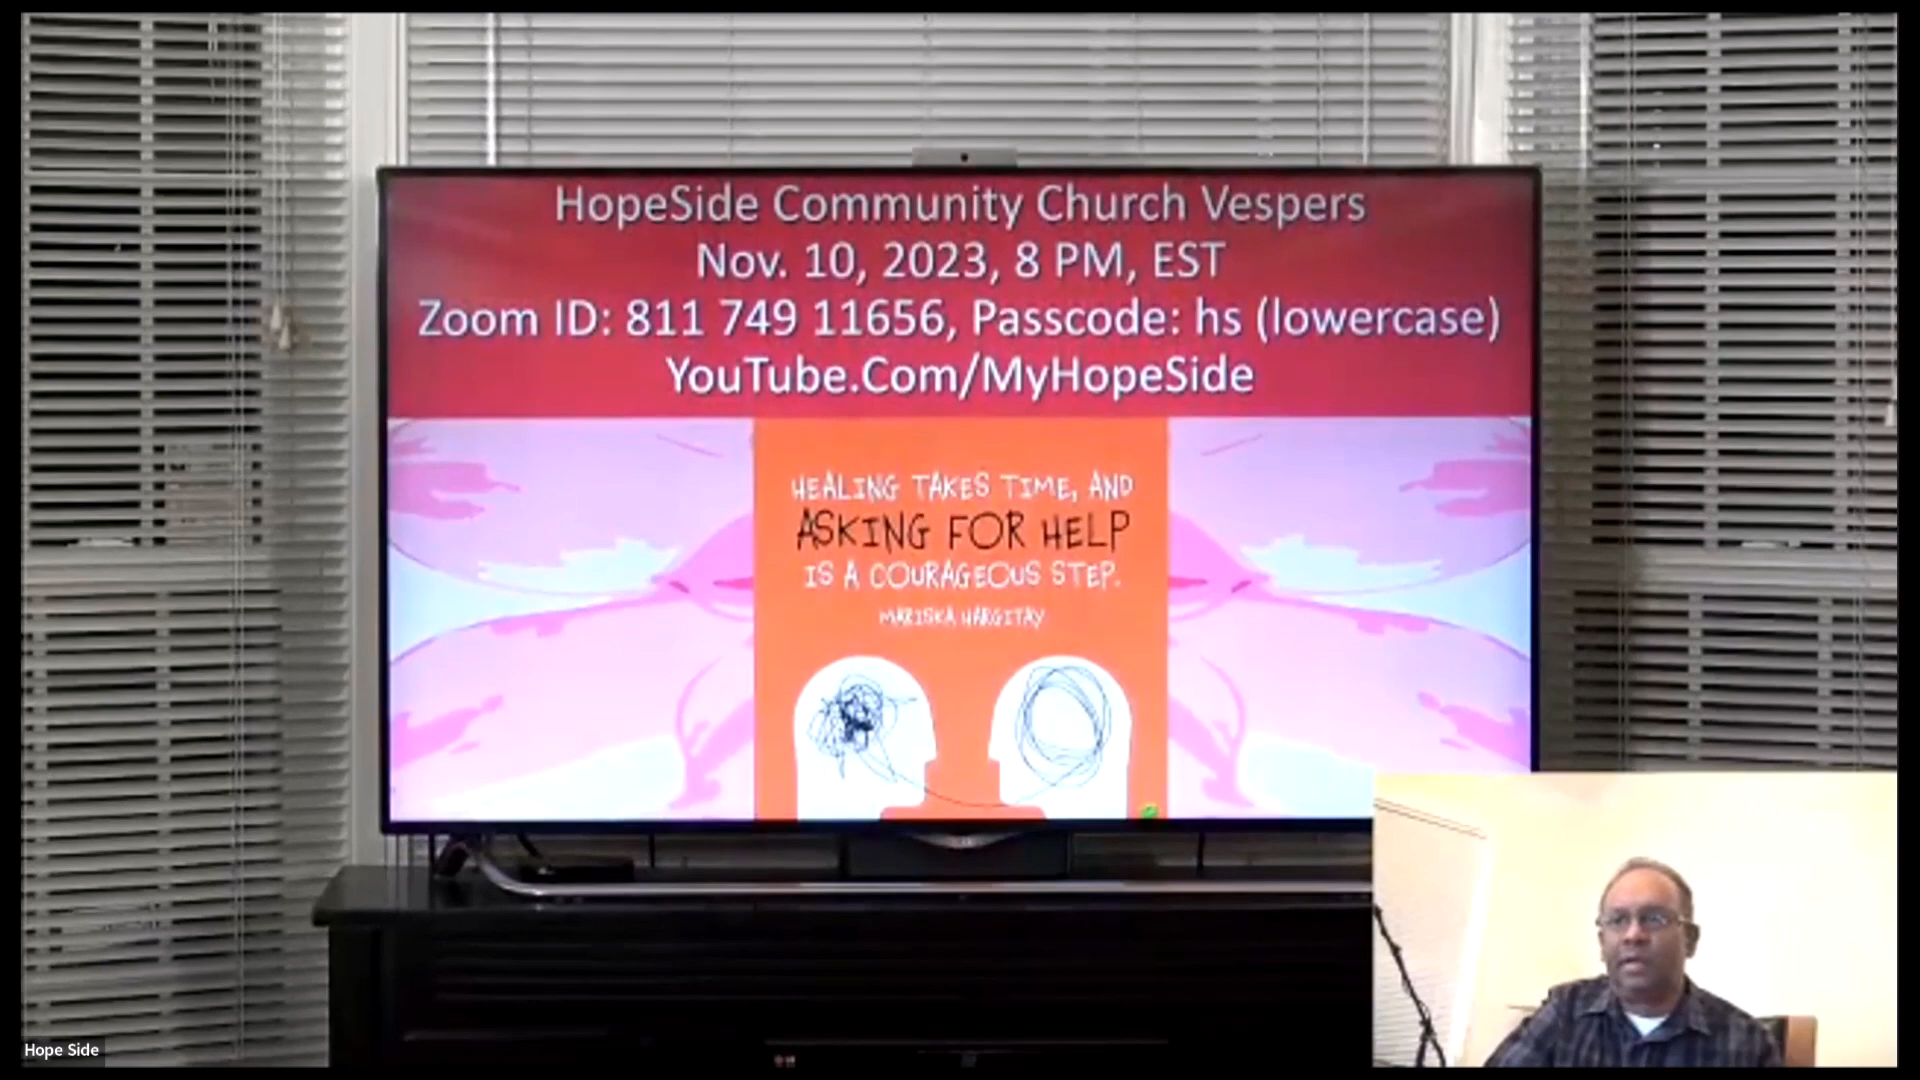 HopeSide Community Church Vespers
Nov. 10, 2023, 8 PM, EST
Zoom ID: 811 749 11656, Passcode: hs (lowercase)
YouTube.Com/MyHopeSide
HEALING TAKES TIME, AND
ASKING FOR HELP
IS A COURAGEOUS STEP.
MARISKA HARGITAY
Hope Side